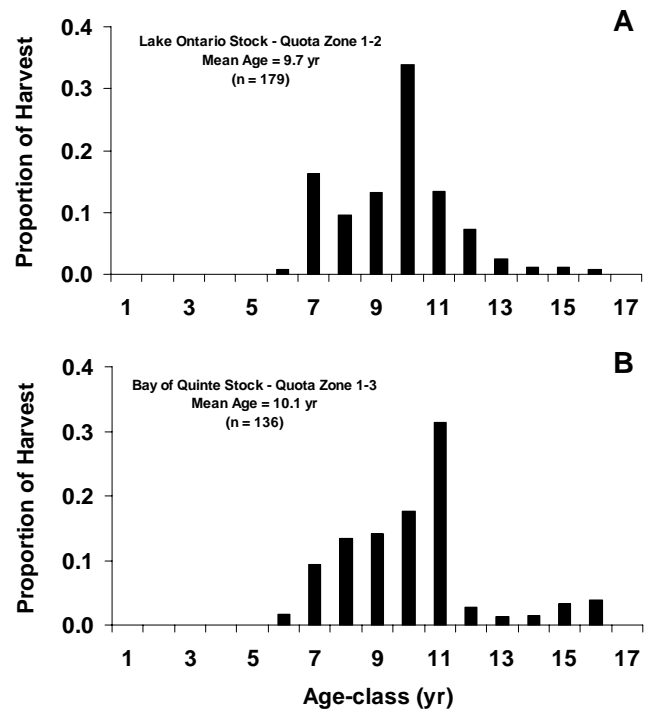 A
Lake Ontario Stock - Quota Zone 1-2
Mean Age = 9.7 yr
(n = 179)
Proportion of Harvest
0.4
0.3
0.2
0.1
0.0
1 3 5 7 9 11 13 15 17
B
Bay of Quinte Stock - Quota Zone 1-3
Mean Age = 10.1 yr
(n = 136)
Proportion of Harvest
0.4
0.3
0.2
0.1
0.0
1 3 5 7 9 11 13 15 17
Age-class (yr)